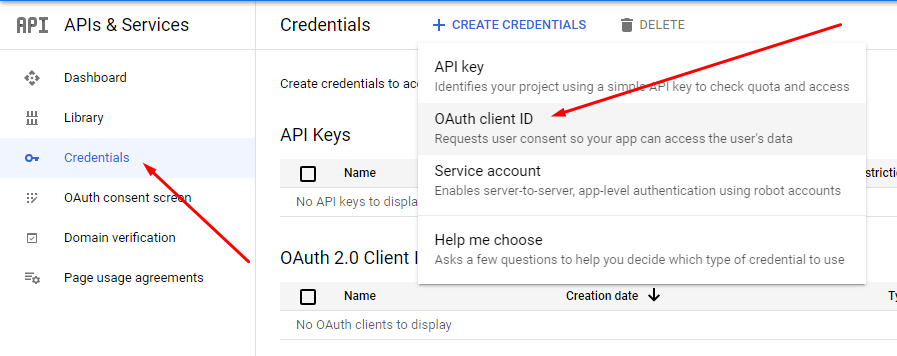 API APIs & Services
Credentials
+ CREATE CREDENTIALS
DELETE
Dashboard
Library
Credentials
OAuth consent screen
Domain verification
Page usage agreements
Create credentials to acc
API key
Identifies your project using a simple API key to check quota and access
OAuth client ID
Requests user consent so your app can access the user's data
Service account
Enables server-to-server, app-level authentication using robot accounts
Help me choose
Asks a few questions to help you decide which type of credential to use
API Keys
Name
strictio
No API keys to displa
OAuth 2.0 Client I
Name
Creation date
Ty
No OAuth clients to display